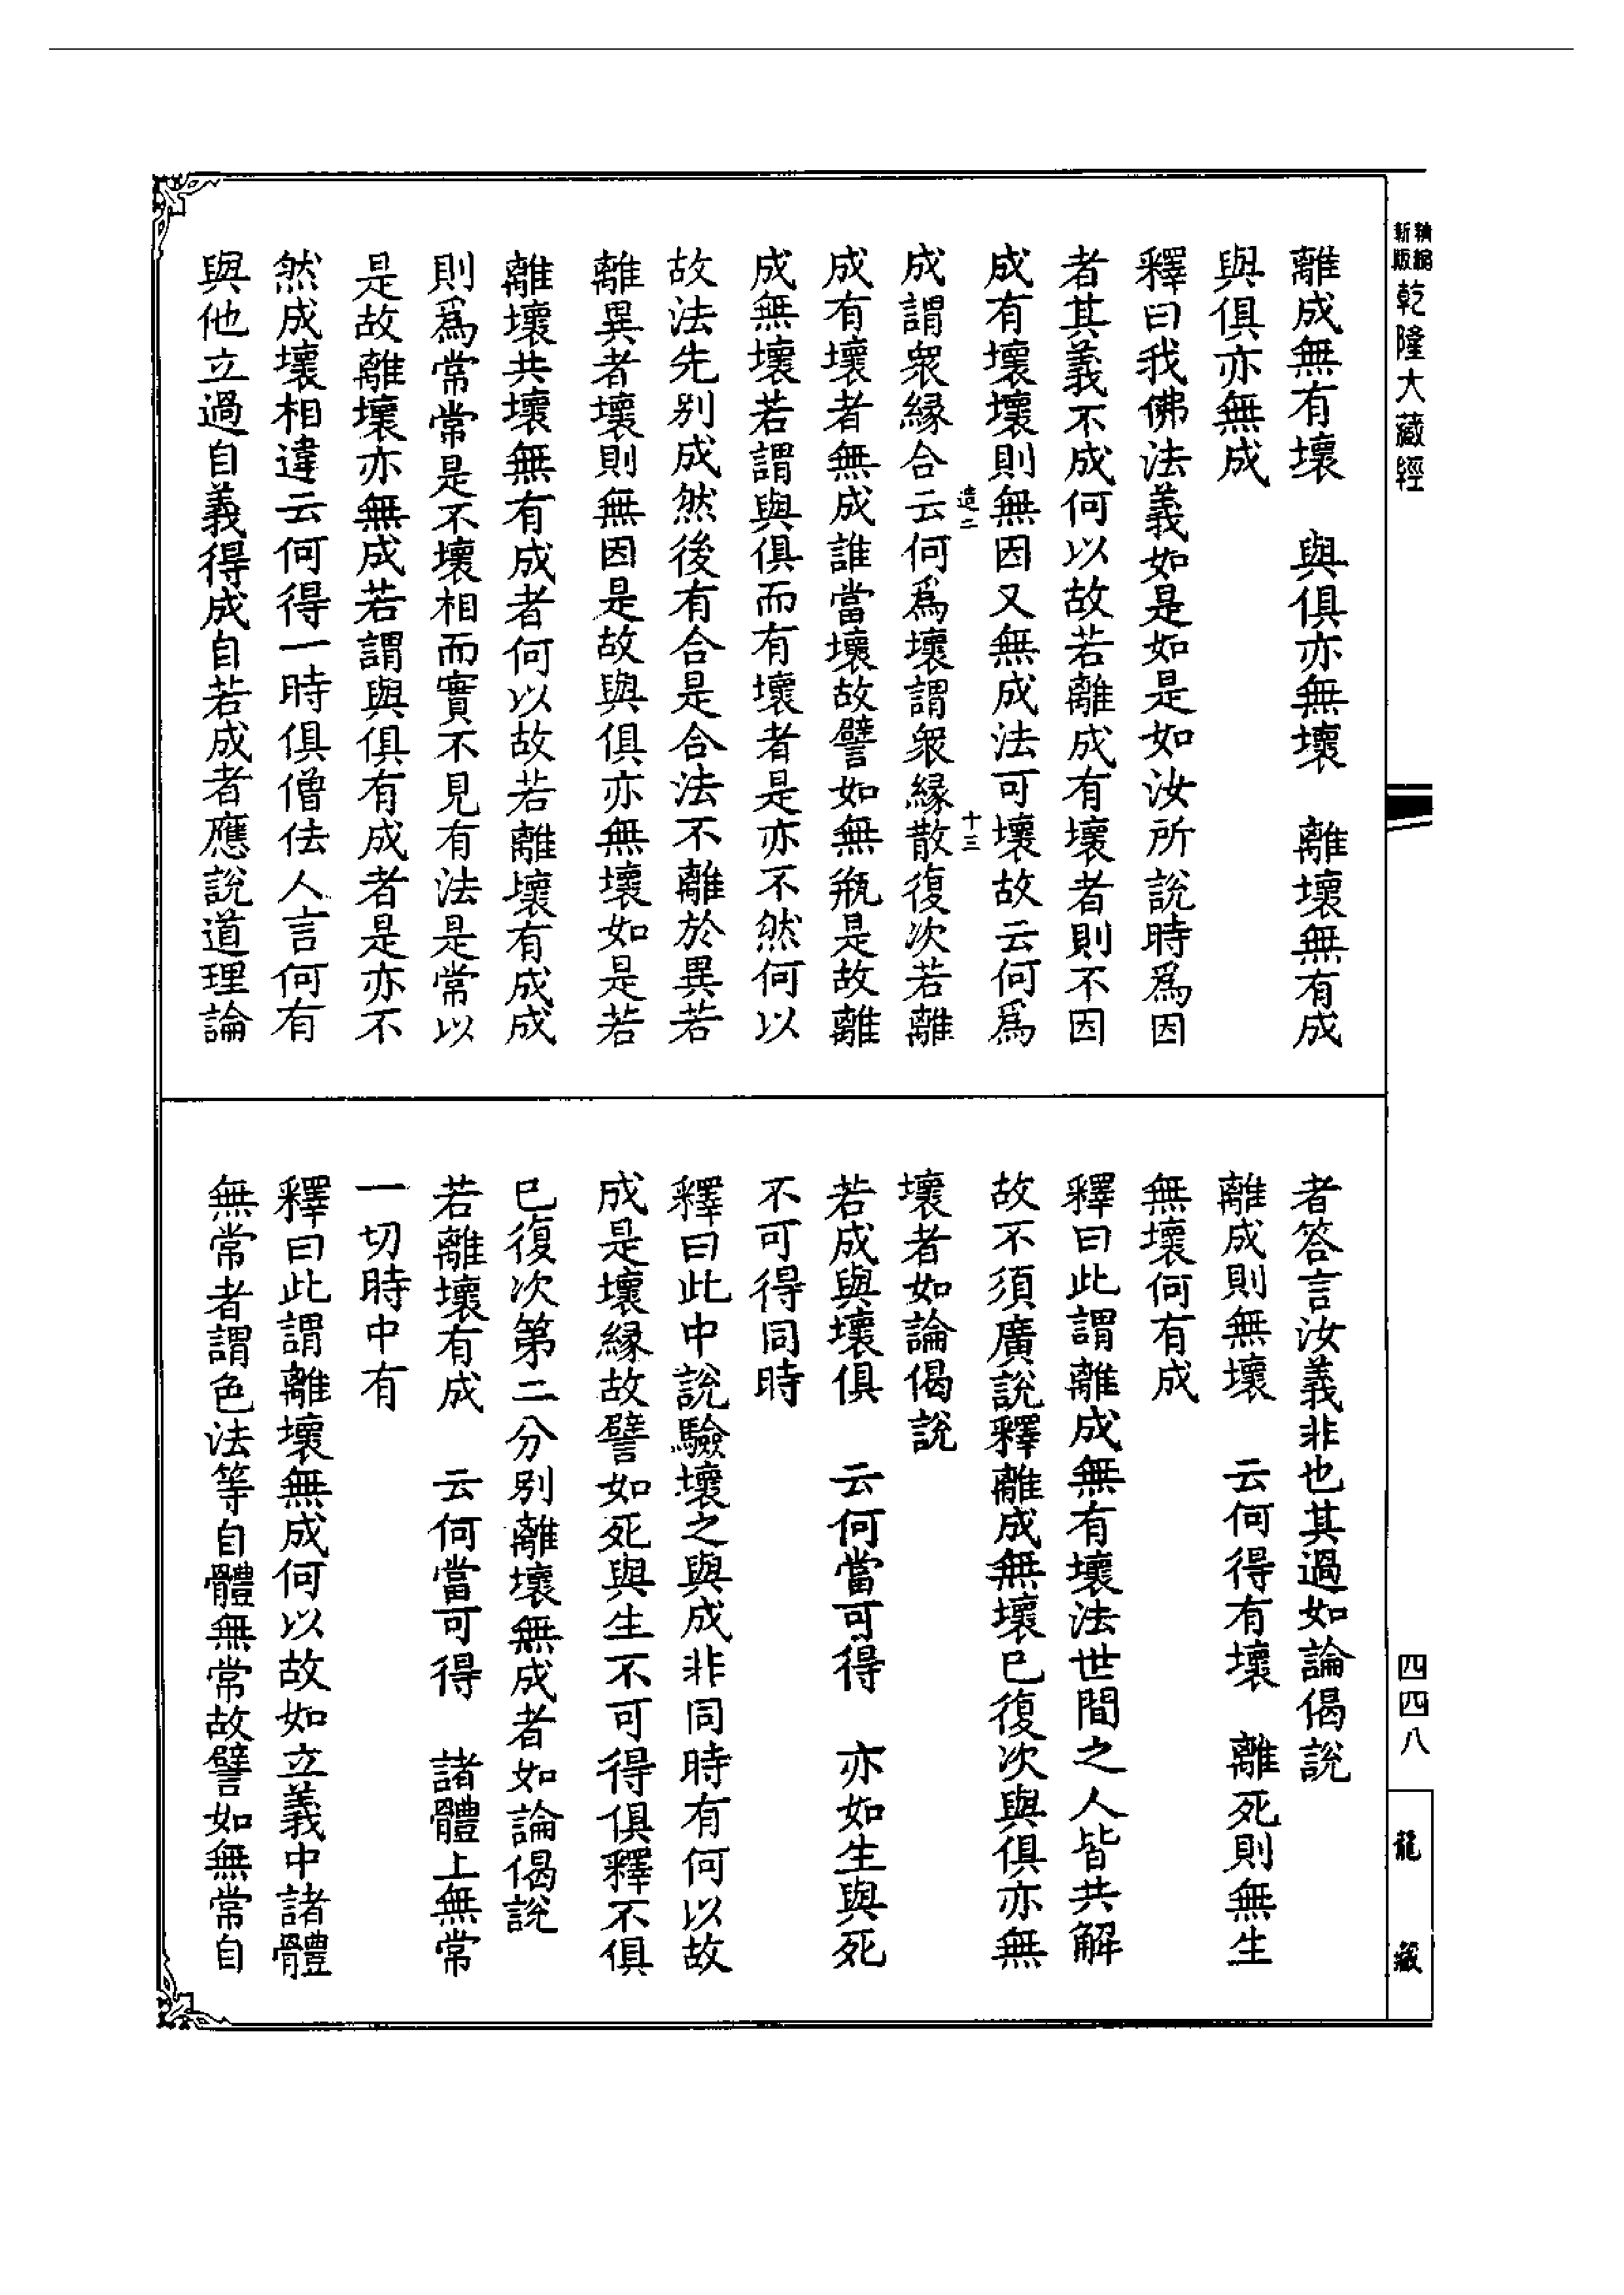 新編縮版乾隆大藏經
離成無有壞　與俱亦無壞　離壞無有成
與俱亦無成
釋曰我佛法義如是如是如汝所說時爲因
者其義不成何以故若離成有壞者則不因
成有壞壞則無因又無成法可壞故云何爲
造二
十三
成謂衆緣合云何爲壞謂衆緣散復次若離
成有壞者無成誰當壞故譬如無瓶是故離
成無壞若謂與俱而有壞者是亦不然何以
故法先別成然後有合是合法不離於異若
離異者壞則無因是故與俱亦無壞如是若
離壞共壞無有成者何以故若離壞有成成
則爲常常是不壞相而實不見有法是常以
是故離壞亦無成若謂與俱有成者是亦不
然成壞相違云何得一時俱僧佉人言何有
與他立過自義得成自若成者應說道理論
者答言汝義非也其過如論偈說
離成則無壞　云何得有壞　離死則無生
無壞何有成
釋曰此謂離成無有壞法世間之人皆共解
故不須廣說釋離成無壞已復次與俱亦無
壞者如論偈說
若成與壞俱　云何當可得　亦如生與死
不可得同時
釋曰此中說驗壞之與成非同時有何以故
成是壞緣故譬如死與生不可得俱釋不俱
已復次第二分別離壞無成者如論偈說
若離壞有成　云何當可得　諸體上無常
一切時中有
釋曰此謂離壞無成何以故如立義中諸體
無常者謂色法等自體無常故譬如無常自
四四八
龍藏